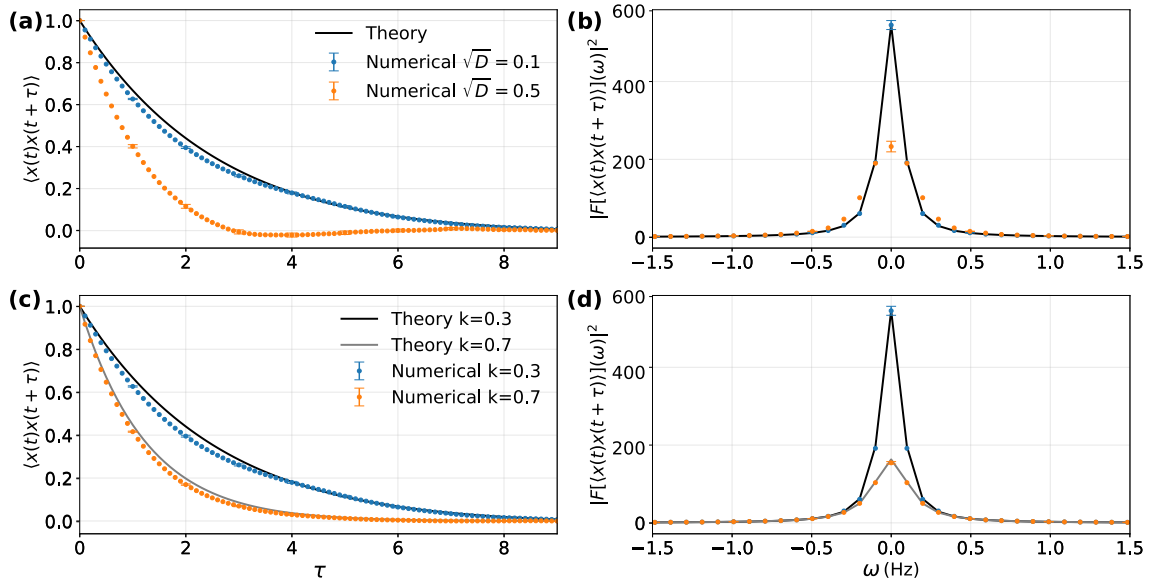 (a)
⟨x(t)x(t + τ)⟩
1.0
0.8
0.6
0.4
0.2
0.0
0 2 4 6 8
Theory
Numerical √D = 0.1
Numerical √D = 0.5
(b)
|F[⟨x(t)x(t + τ)⟩](ω)|²
600
400
200
0
−1.5 −1.0 −0.5 0.0 0.5 1.0 1.5
(c)
⟨x(t)x(t + τ)⟩
1.0
0.8
0.6
0.4
0.2
0.0
0 2 4 6 8
τ
Theory k=0.3
Theory k=0.7
Numerical k=0.3
Numerical k=0.7
(d)
|F[⟨x(t)x(t + τ)⟩](ω)|²
600
400
200
0
−1.5 −1.0 −0.5 0.0 0.5 1.0 1.5
ω (Hz)